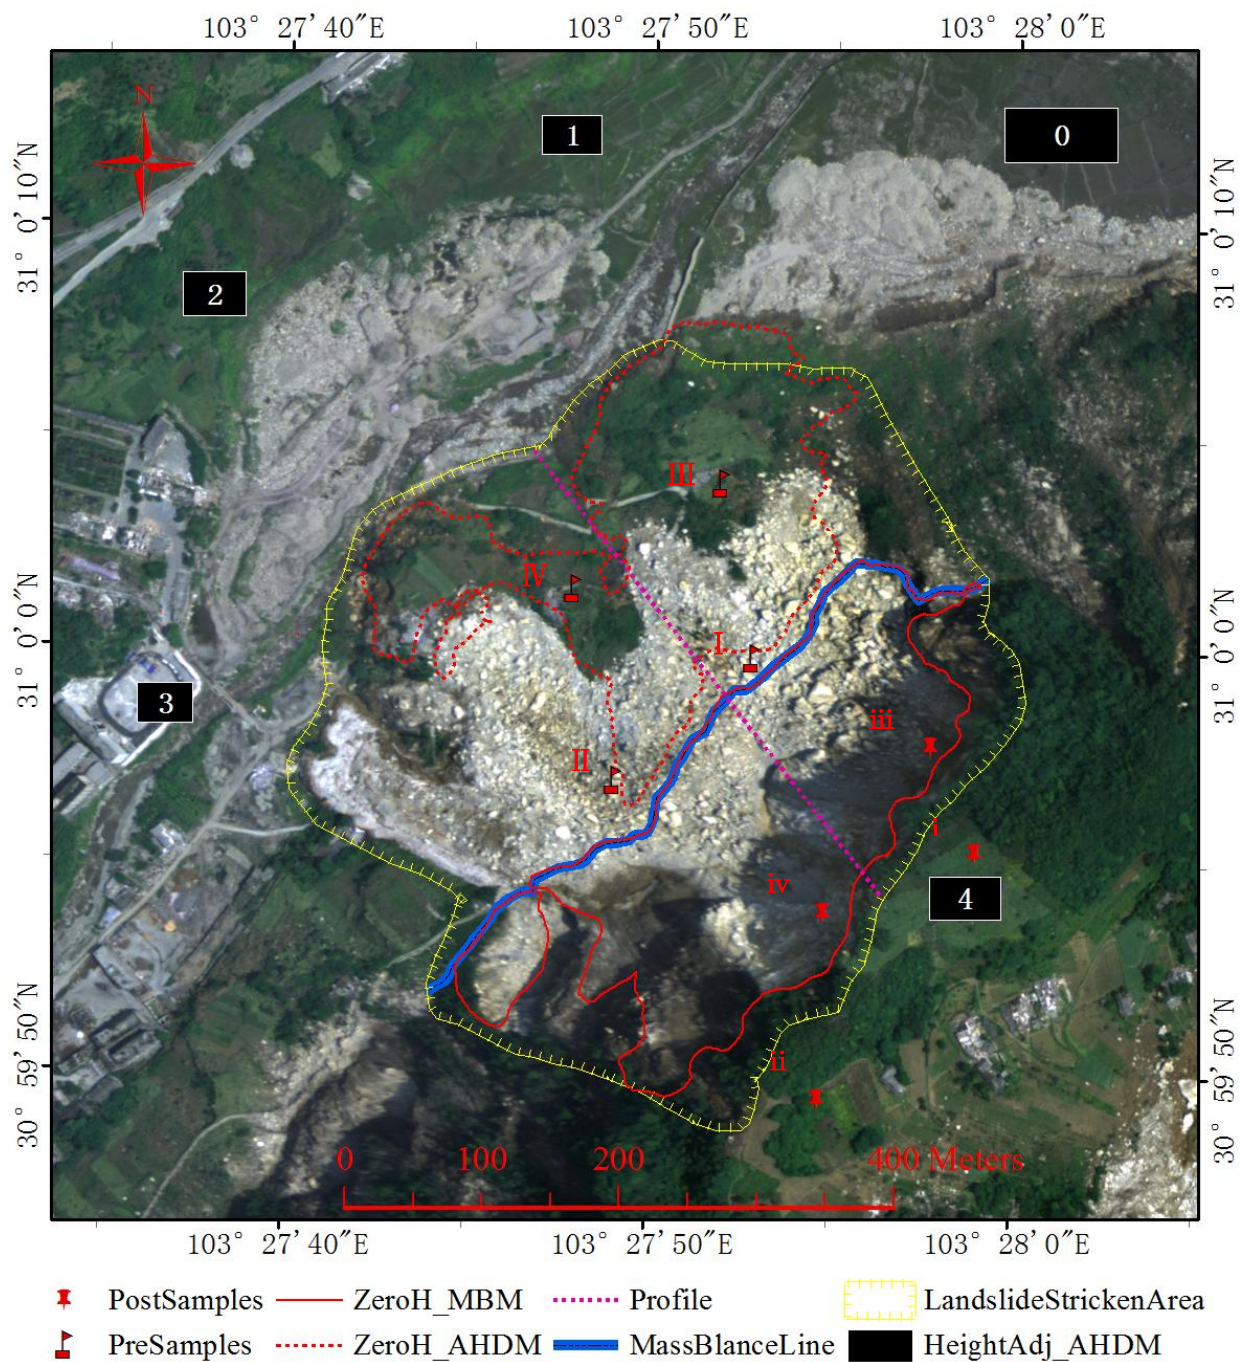 103° 27′ 40″E 103° 27′ 50″E 103° 28′ 0″E
N
1
0
31° 0′ 10″N
31° 0′ 10″N
2
III
IV
31° 0′ 0″N
31° 0′ 0″N
I
3
iii
II
i
iv
4
ii
30° 59′ 50″N
30° 59′ 50″N
0 100 200 400 Meters
103° 27′ 40″E 103° 27′ 50″E 103° 28′ 0″E
PostSamples ZeroH_MBM Profile LandslideStrickenArea
PreSamples ZeroH_AHDM MassBlanceLine HeightAdj_AHDM